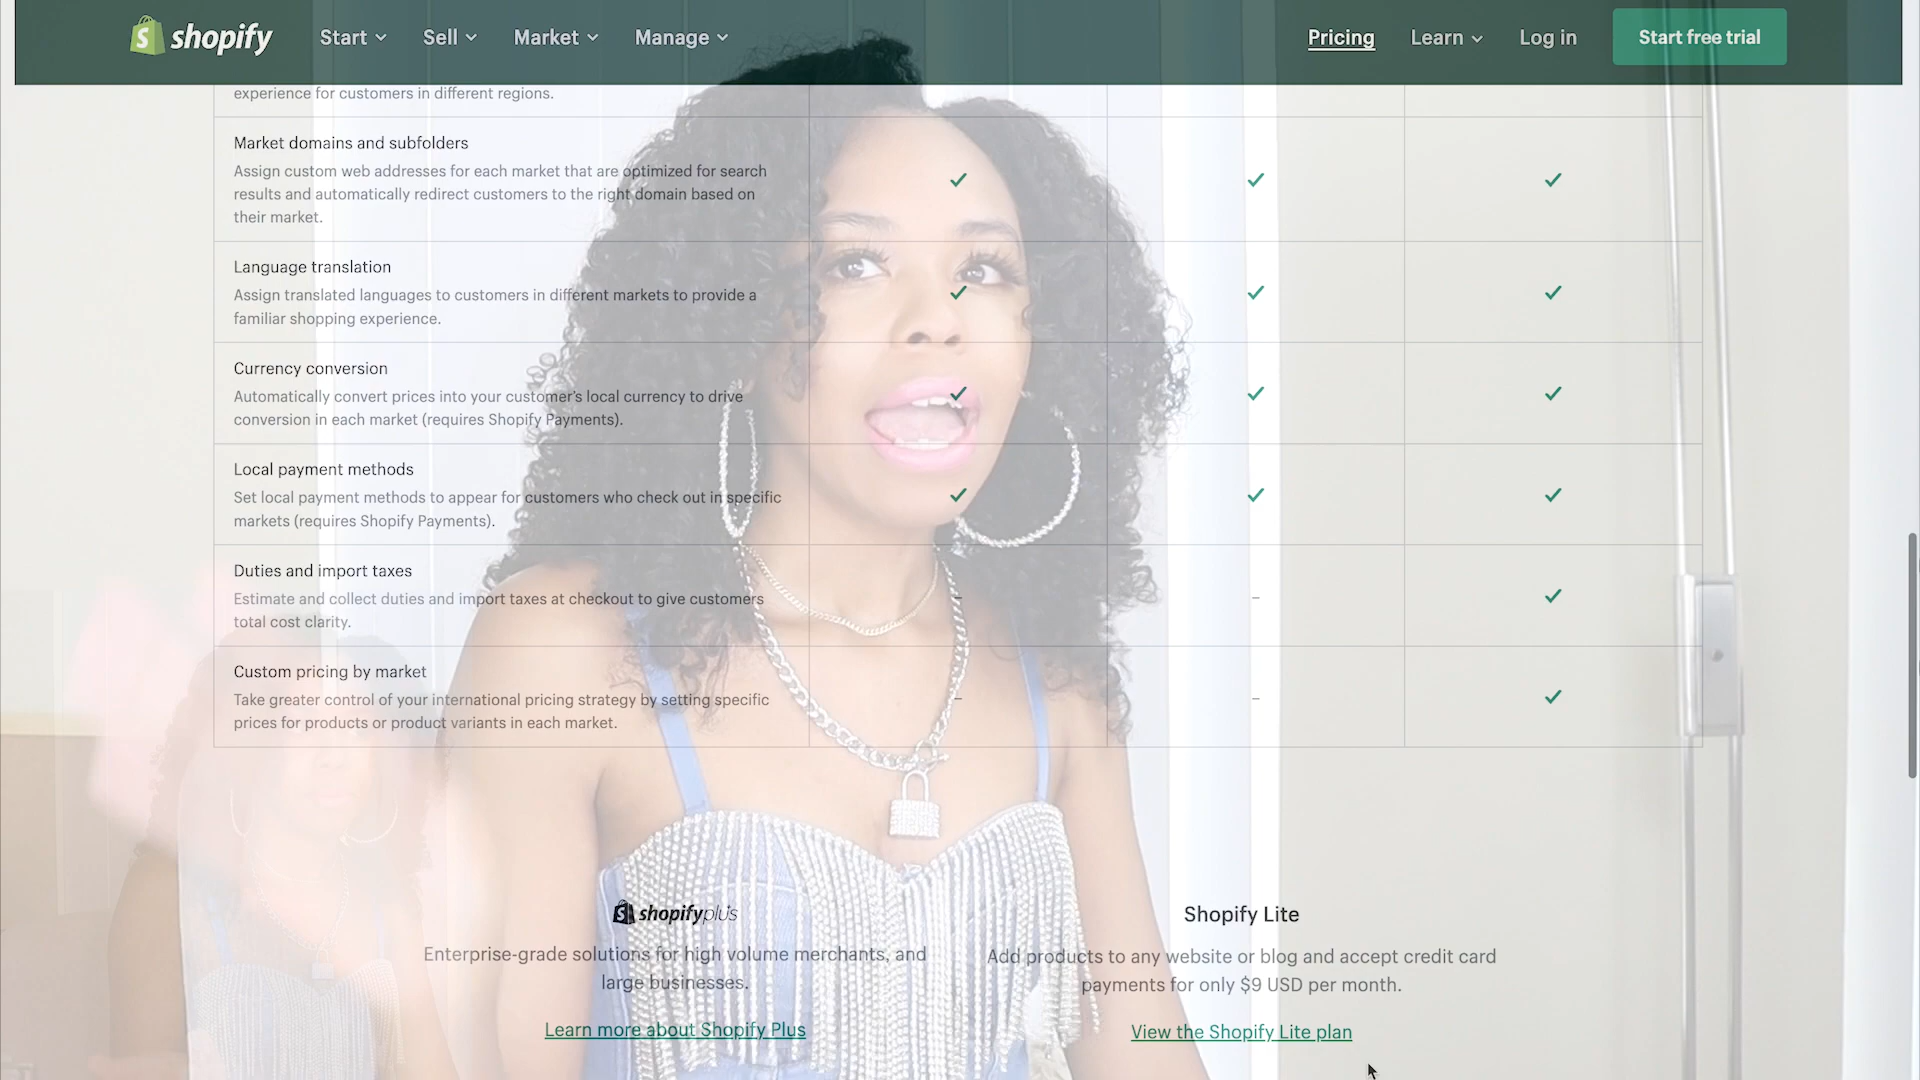 shopify Start Sell Market Manage Pricing Learn Log in Start free trial
experience for customers in different regions.
Market domains and subfolders
Assign custom web addresses for each market that are optimized for search
results and automatically redirect customers to the right domain based on
their market.
Language translation
Assign translated languages to customers in different markets to provide a
familiar shopping experience.
Currency conversion
Automatically convert prices into your customer's local currency to drive
conversion in each market (requires Shopify Payments).
Local payment methods
Set local payment methods to appear for customers who check out in specific
markets (requires Shopify Payments).
Duties and import taxes
Estimate and collect duties and import taxes at checkout to give customers
total cost clarity.
Custom pricing by market
Take greater control of your international pricing strategy by setting specific
prices for products or product variants in each market.
shopifyplus
Enterprise-grade solutions for high volume merchants, and
large businesses.
Learn more about Shopify Plus
Shopify Lite
Add products to any website or blog and accept credit card
payments for only $9 USD per month.
View the Shopify Lite plan